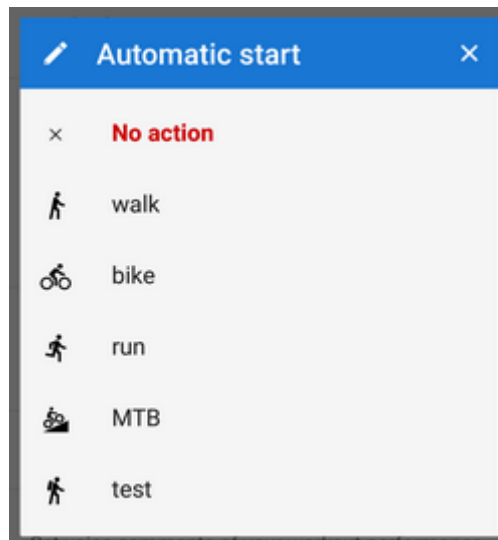 Automatic start
No action
walk
bike
run
MTB
test